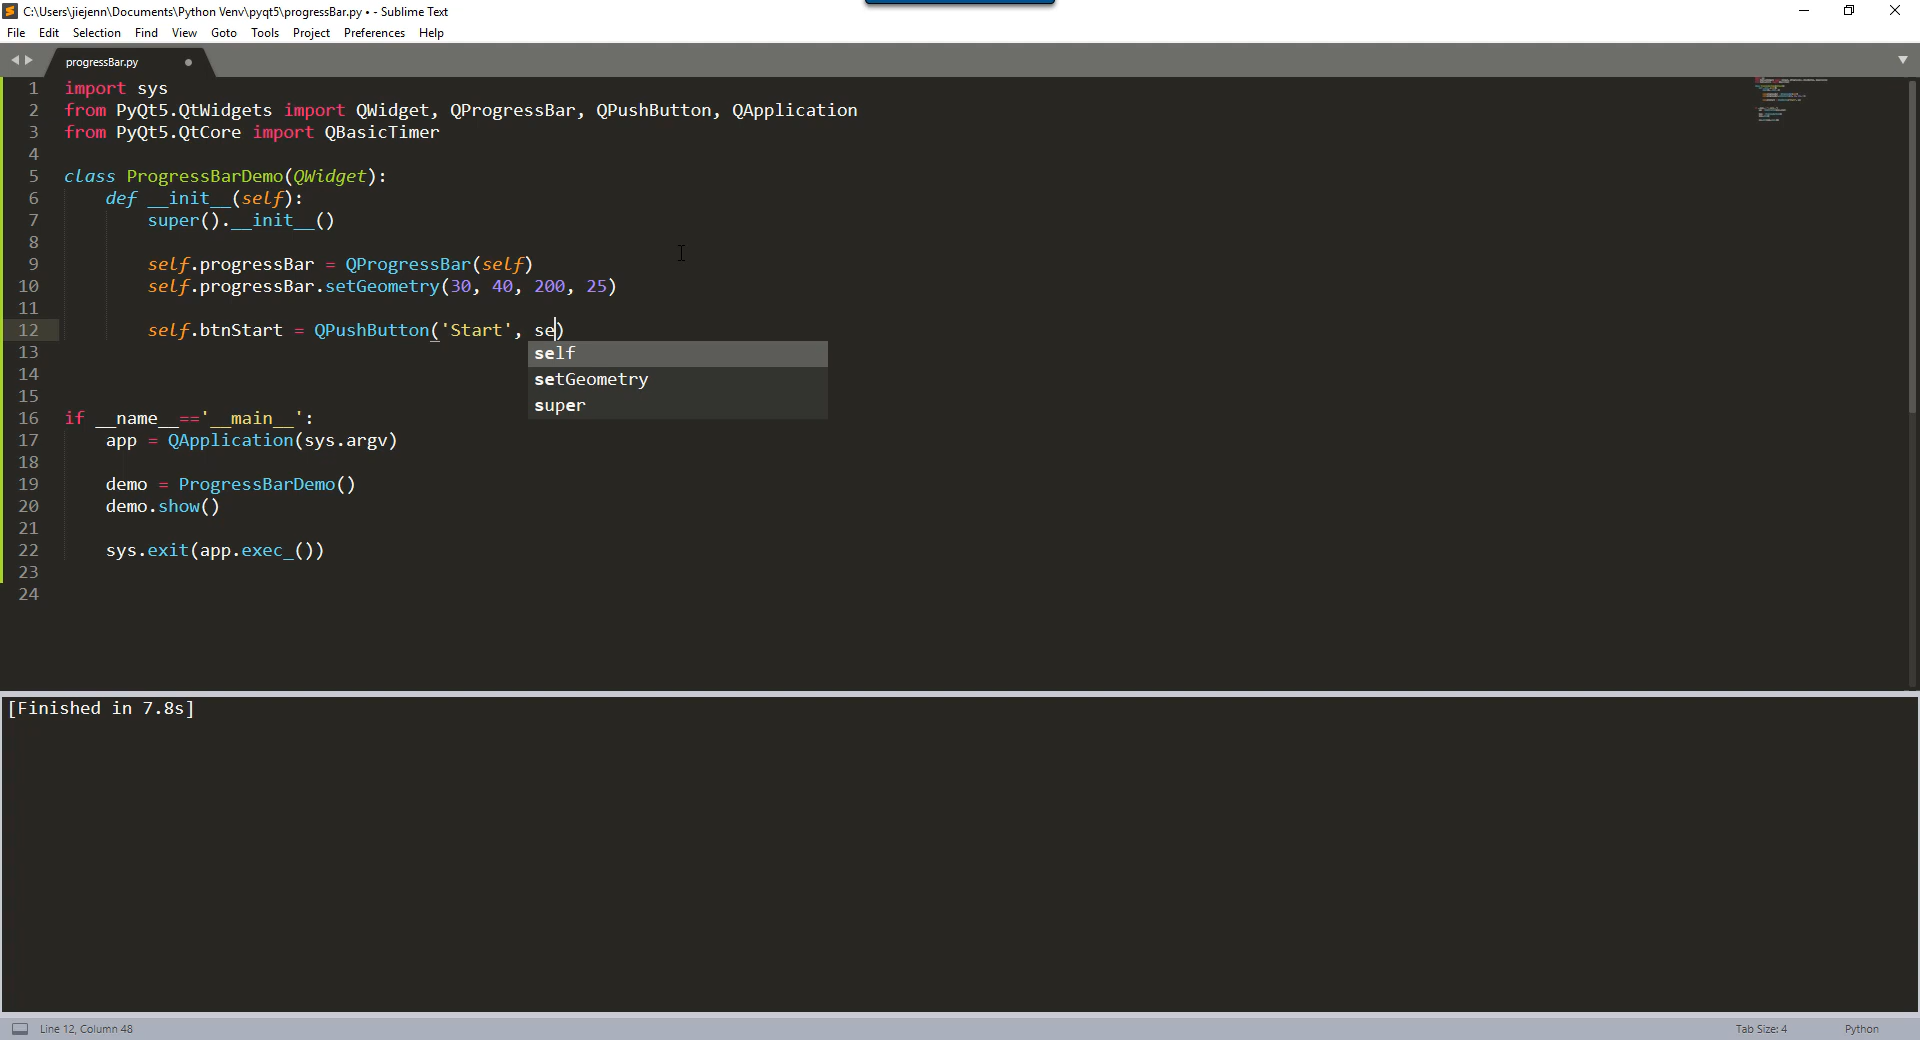 C:\Users\jiejenn\Documents\Python Venv\pyqt5\progressBar.py • - Sublime Text
File Edit Selection Find View Goto Tools Project Preferences Help
progressBar.py
1 import sys
2 from PyQt5.QtWidgets import QWidget, QProgressBar, QPushButton, QApplication
3 from PyQt5.QtCore import QBasicTimer
4
5 class ProgressBarDemo(QWidget):
6 def __init__(self):
7 super().__init__()
8
9 self.progressBar = QProgressBar(self)
10 self.progressBar.setGeometry(30, 40, 200, 25)
11
12 self.btnStart = QPushButton('Start', se)
13 self
14 setGeometry
15 super
16 if __name__=='__main__':
17 app = QApplication(sys.argv)
18
19 demo = ProgressBarDemo()
20 demo.show()
21
22 sys.exit(app.exec_())
23
24
[Finished in 7.8s]
Line 12, Column 48 Tab Size: 4 Python